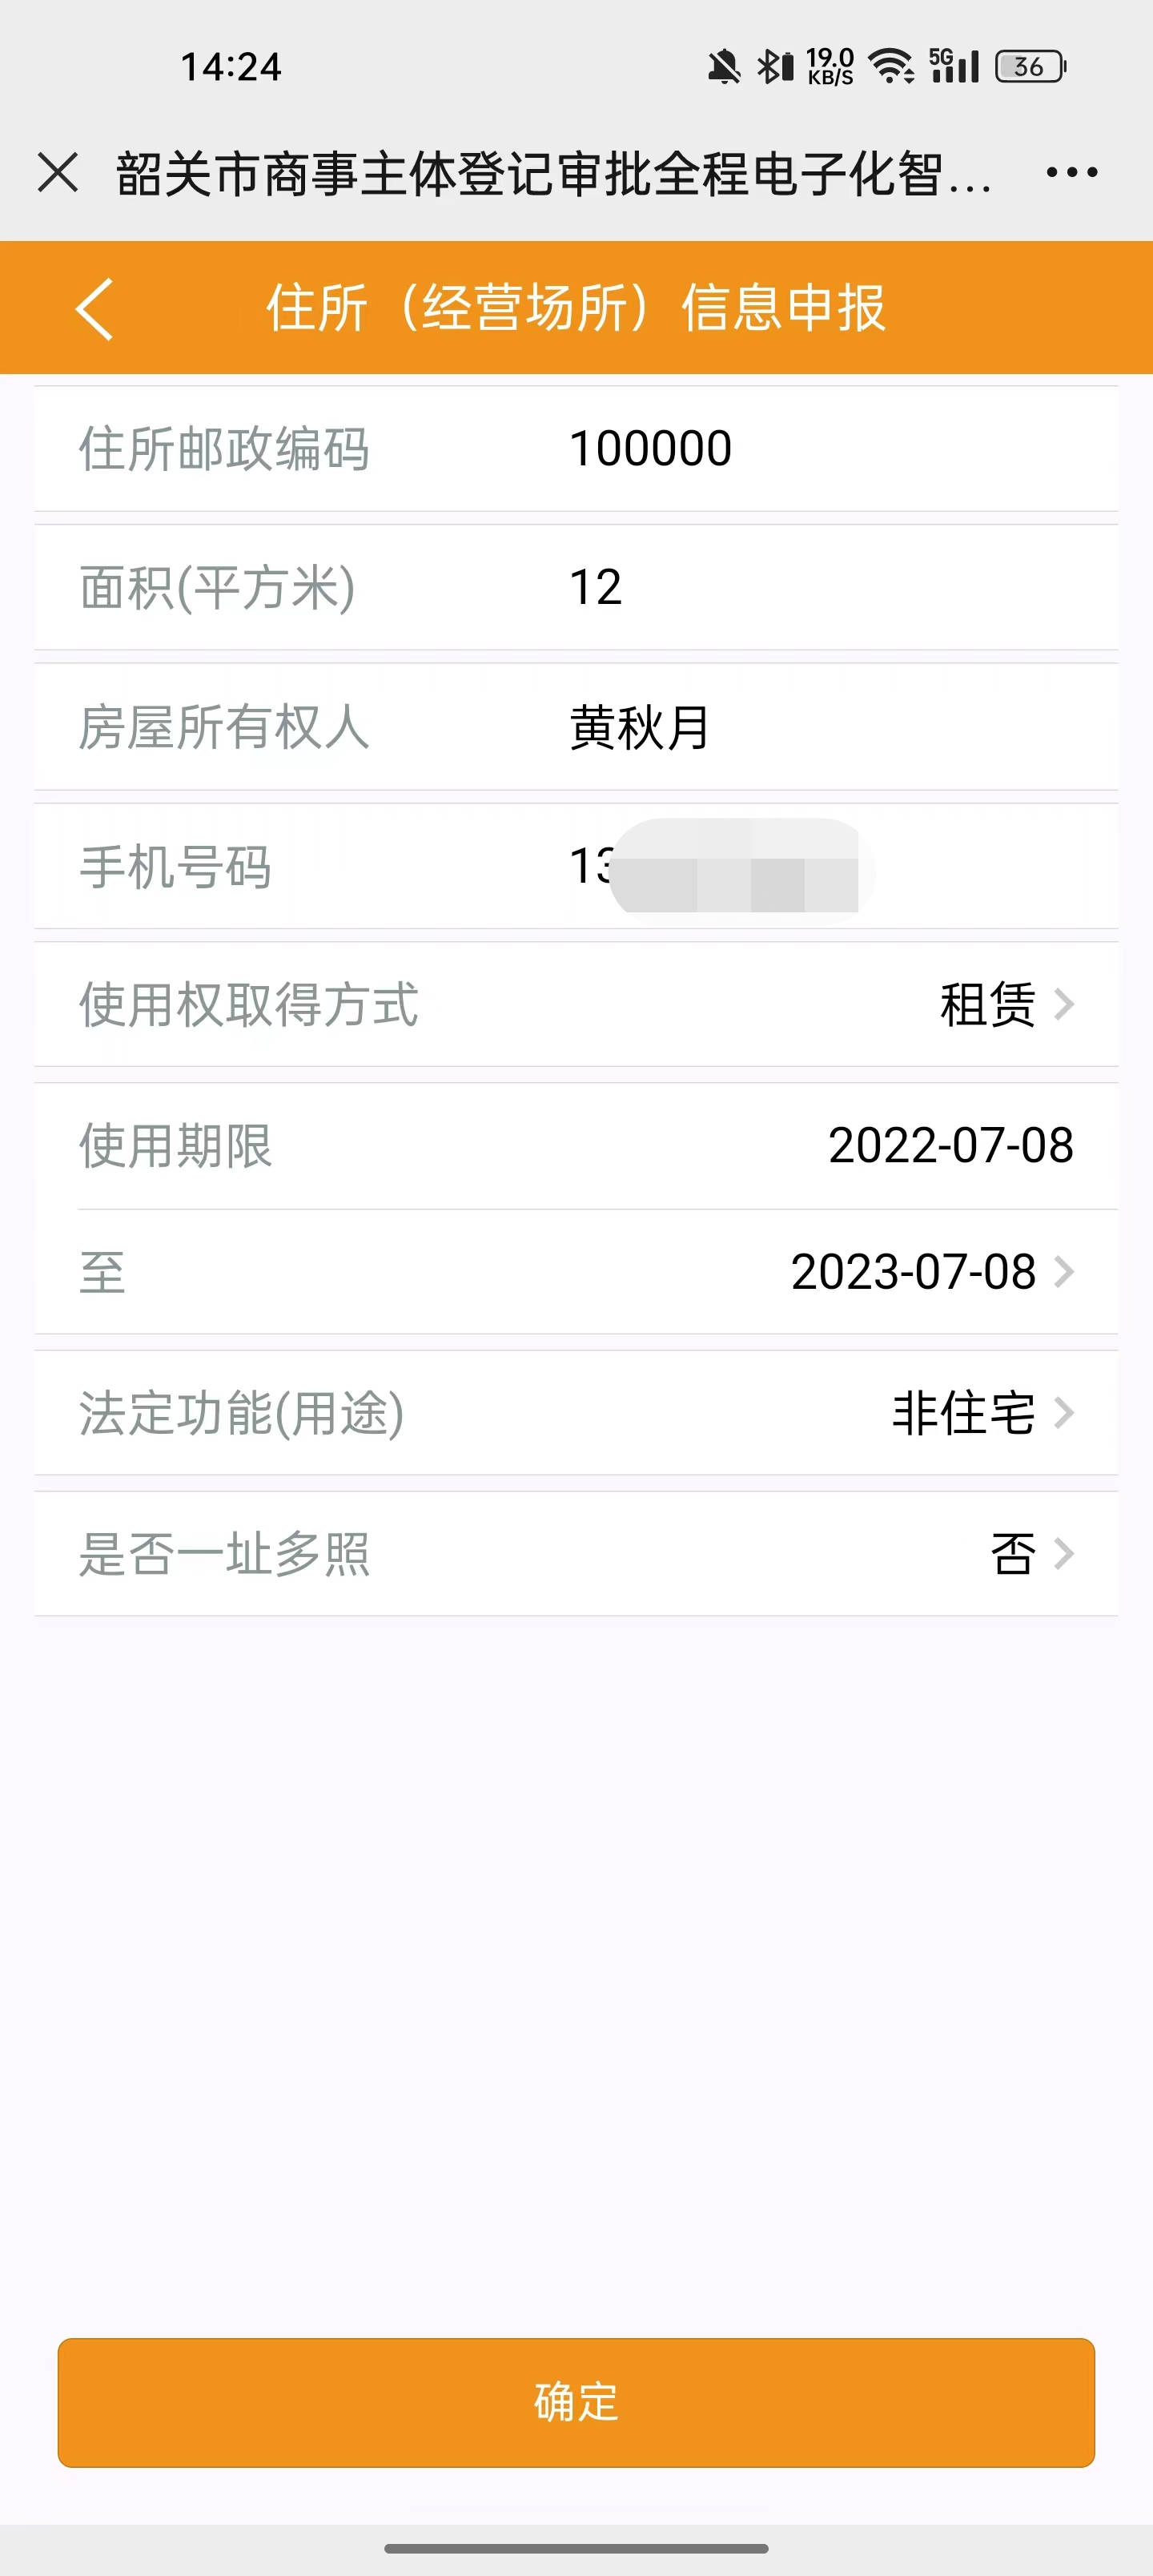 14:24
19.0
KB/S
5G
36
韶关市商事主体登记审批全程电子化智...
住所（经营场所）信息申报
住所邮政编码 100000
面积(平方米) 12
房屋所有权人 黄秋月
手机号码 13
使用权取得方式 租赁
使用期限 2022-07-08
至 2023-07-08
法定功能(用途) 非住宅
是否一址多照 否
确定